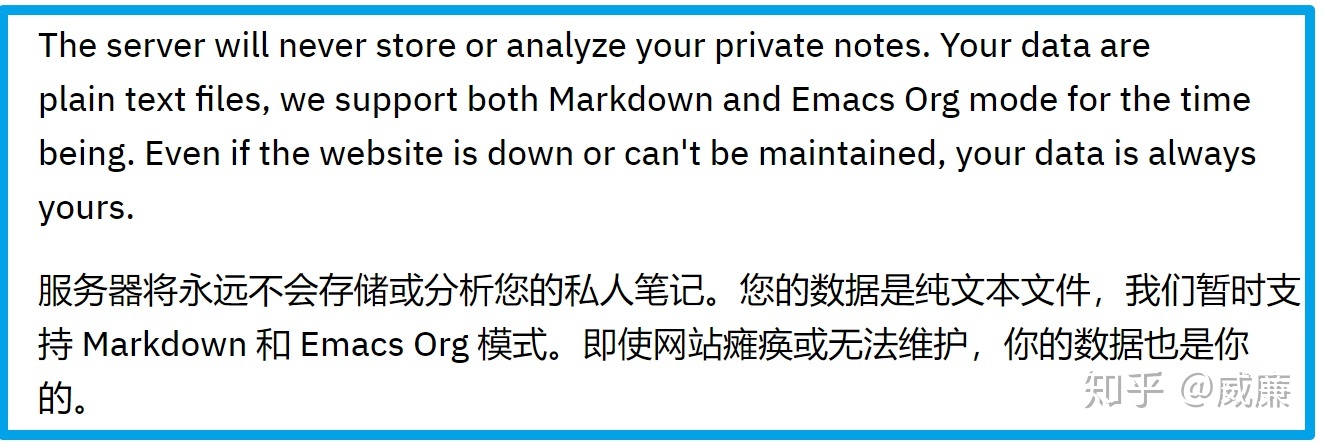 The server will never store or analyze your private notes. Your data are
plain text files, we support both Markdown and Emacs Org mode for the time
being. Even if the website is down or can't be maintained, your data is always
yours.
服务器将永远不会存储或分析您的私人笔记。您的数据是纯文本文件，我们暂时支
持 Markdown 和 Emacs Org 模式。即使网站瘫痪或无法维护，你的数据也是你
的。
知乎 @威廉